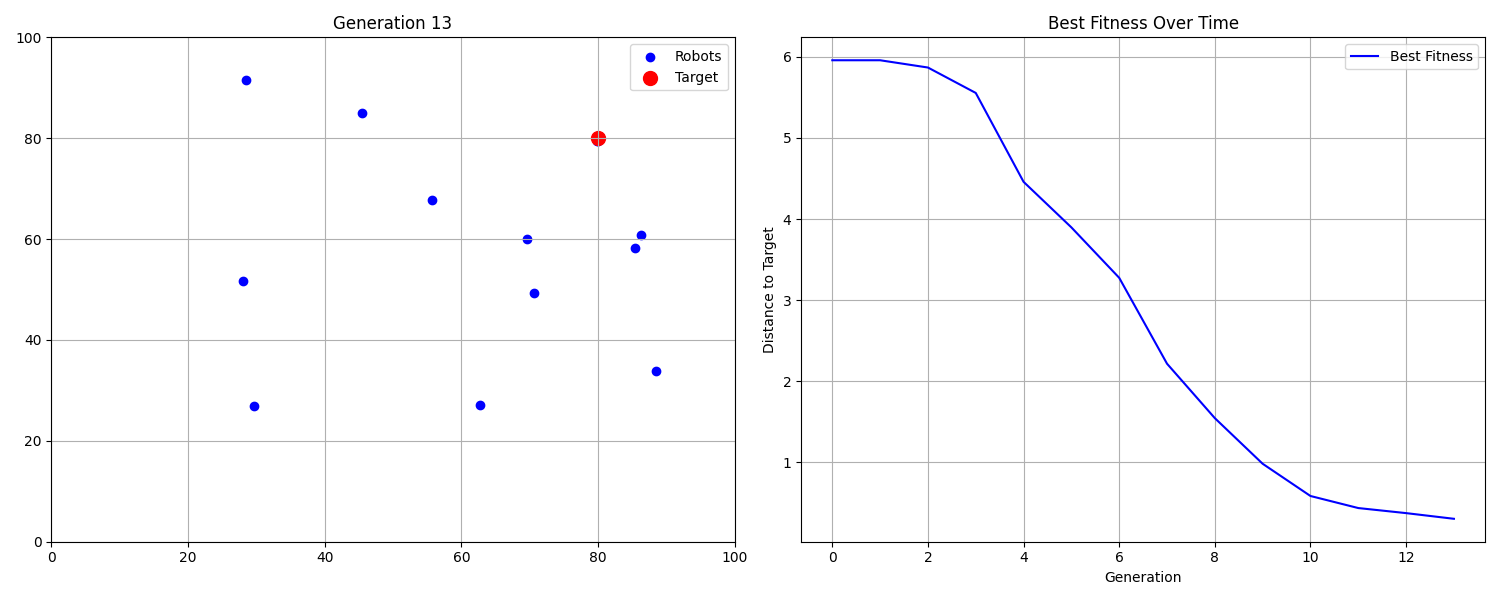 Generation 13
100
80
60
40
20
0
0 20 40 60 80 100
Robots
Target
Best Fitness Over Time
Distance to Target
6
5
4
3
2
1
0 2 4 6 8 10 12
Generation
Best Fitness